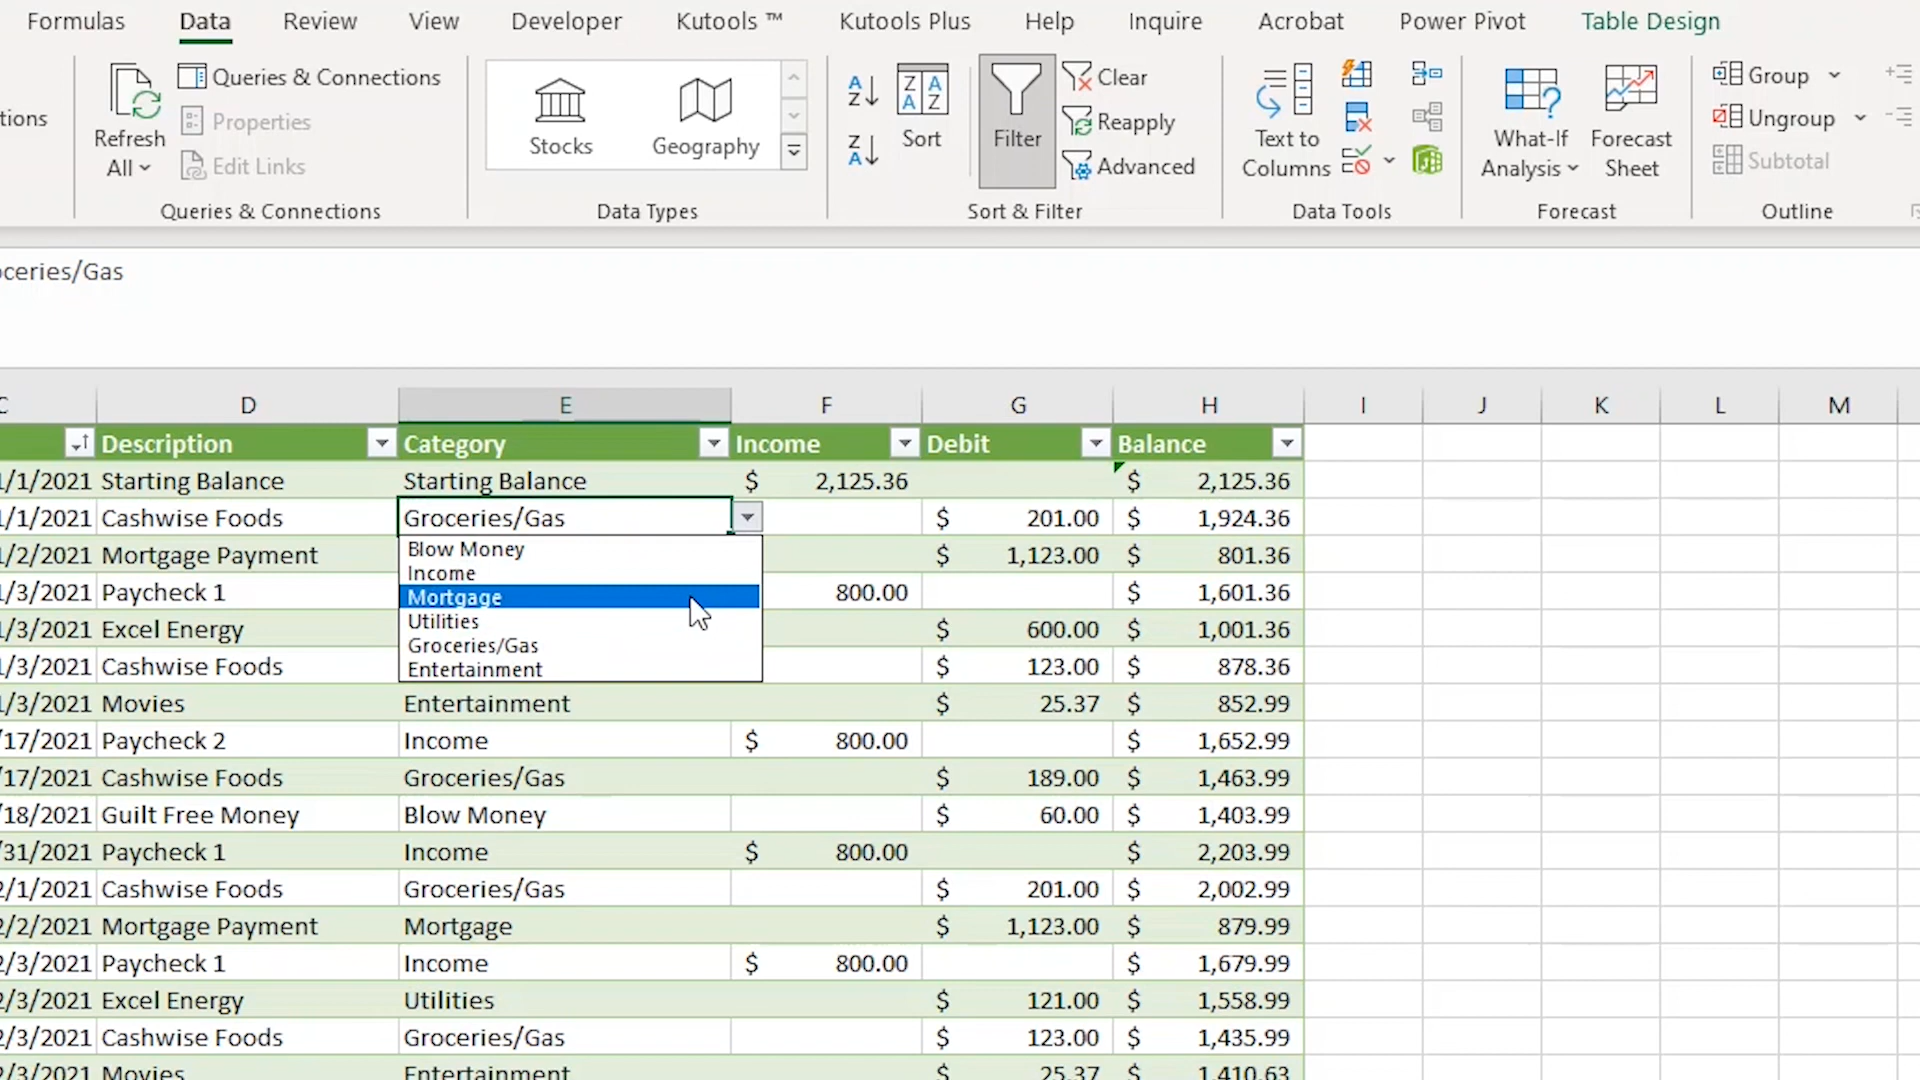 Formulas Data Review View Developer Kutools ™ Kutools Plus Help Inquire Acrobat Power Pivot Table Design
tions
Refresh
All
Queries & Connections
Properties
Edit Links
Queries & Connections
Stocks
Geography
Data Types
Sort
Filter
Clear
Reapply
Advanced
Sort & Filter
Text to
Columns
Data Tools
What-If
Analysis
Forecast
Sheet
Forecast
Group
Ungroup
Subtotal
Outline
ceries/Gas
C D E F G H I J K L M
Description Category Income Debit Balance
1/1/2021 Starting Balance Starting Balance $ 2,125.36 $ 2,125.36
1/1/2021 Cashwise Foods Groceries/Gas $ 201.00 $ 1,924.36
1/2/2021 Mortgage Payment $ 1,123.00 $ 801.36
1/3/2021 Paycheck 1 800.00 $ 1,601.36
1/3/2021 Excel Energy $ 600.00 $ 1,001.36
1/3/2021 Cashwise Foods $ 123.00 $ 878.36
Blow Money
Income
Mortgage
Utilities
Groceries/Gas
Entertainment
1/3/2021 Movies Entertainment $ 25.37 $ 852.99
/17/2021 Paycheck 2 Income $ 800.00 $ 1,652.99
/17/2021 Cashwise Foods Groceries/Gas $ 189.00 $ 1,463.99
/18/2021 Guilt Free Money Blow Money $ 60.00 $ 1,403.99
/31/2021 Paycheck 1 Income $ 800.00 $ 2,203.99
2/1/2021 Cashwise Foods Groceries/Gas $ 201.00 $ 2,002.99
2/2/2021 Mortgage Payment Mortgage $ 1,123.00 $ 879.99
2/3/2021 Paycheck 1 Income $ 800.00 $ 1,679.99
2/3/2021 Excel Energy Utilities $ 121.00 $ 1,558.99
2/3/2021 Cashwise Foods Groceries/Gas $ 123.00 $ 1,435.99
2/3/2021 Movies Entertainment $ 25.37 $ 1,410.63